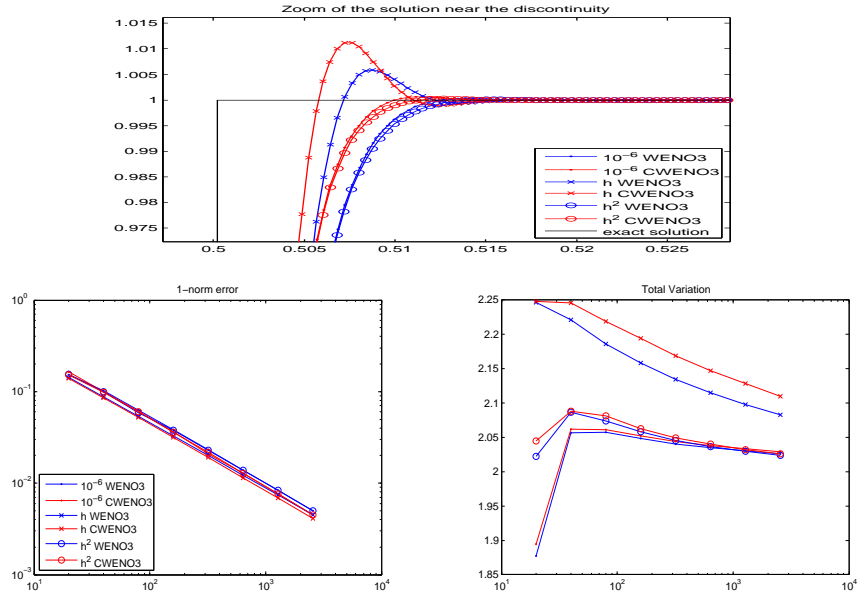 Zoom of the solution near the discontinuity
1.015
1.01
1.005
1
0.995
0.99
0.985
0.98
0.975
0.5
0.505
0.51
0.515
0.52
0.525
10⁻⁶ WENO3
10⁻⁶ CWENO3
h WENO3
h CWENO3
h² WENO3
h² CWENO3
exact solution
1−norm error
10⁰
10⁻¹
10⁻²
10⁻³
10¹
10²
10³
10⁴
10⁻⁶ WENO3
10⁻⁶ CWENO3
h WENO3
h CWENO3
h² WENO3
h² CWENO3
Total Variation
2.25
2.2
2.15
2.1
2.05
2
1.95
1.9
1.85
10¹
10²
10³
10⁴